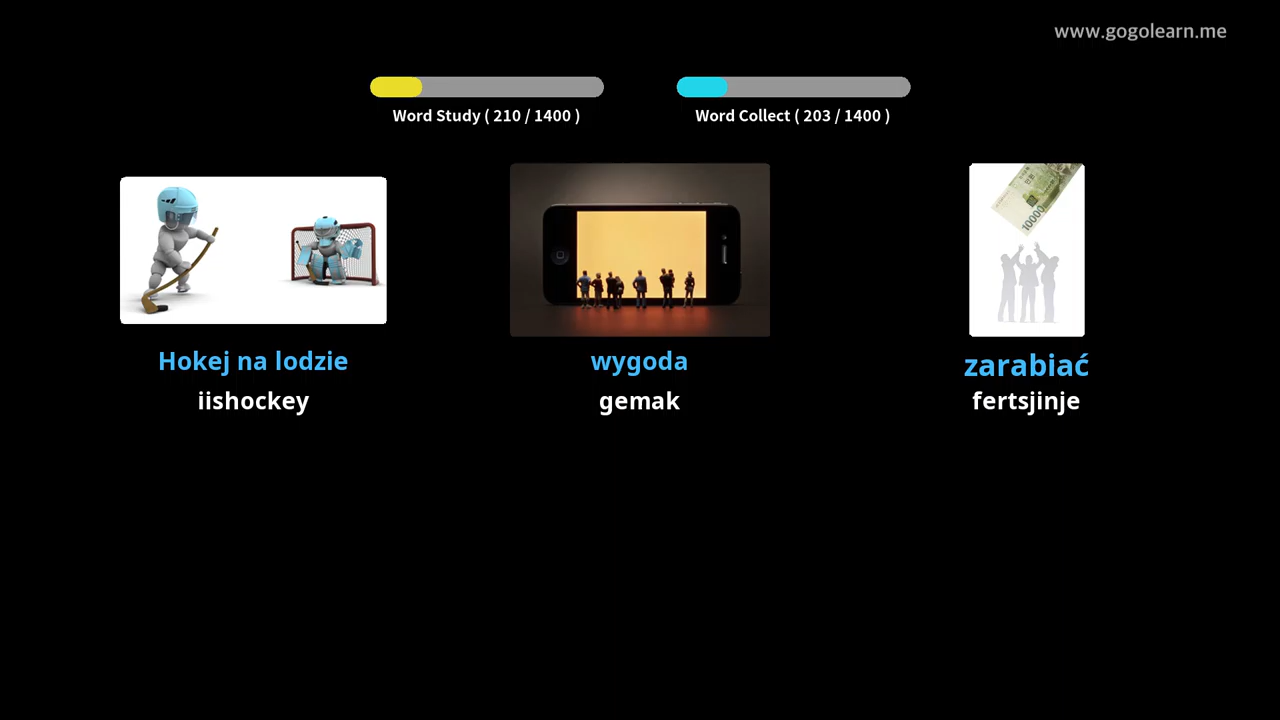 www.gogolearn.me
Word Study ( 210 / 1400 )
Word Collect ( 203 / 1400 )
10000
Hokej na lodzie
wygoda
zarabiać
iishockey
gemak
fertsjinje